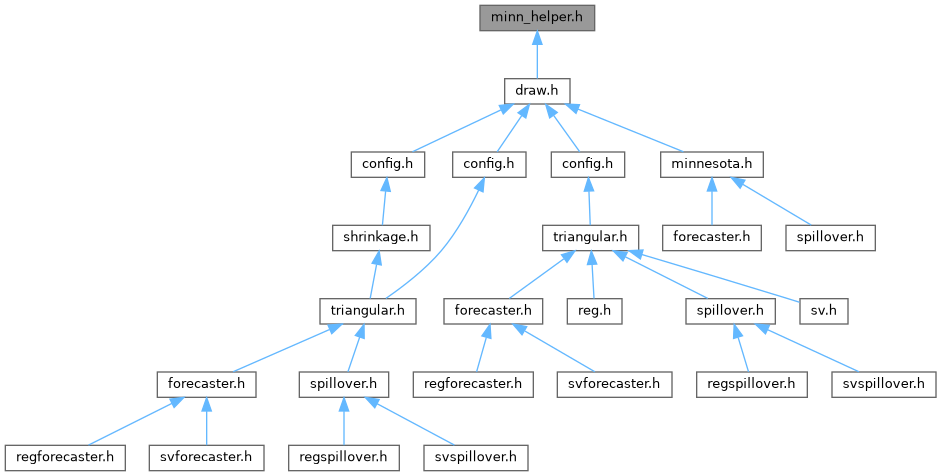 minn_helper.h
draw.h
config.h
config.h
config.h
minnesota.h
shrinkage.h
triangular.h
forecaster.h
spillover.h
triangular.h
forecaster.h
reg.h
spillover.h
sv.h
forecaster.h
spillover.h
regforecaster.h
svforecaster.h
regspillover.h
svspillover.h
regforecaster.h
svforecaster.h
regspillover.h
svspillover.h